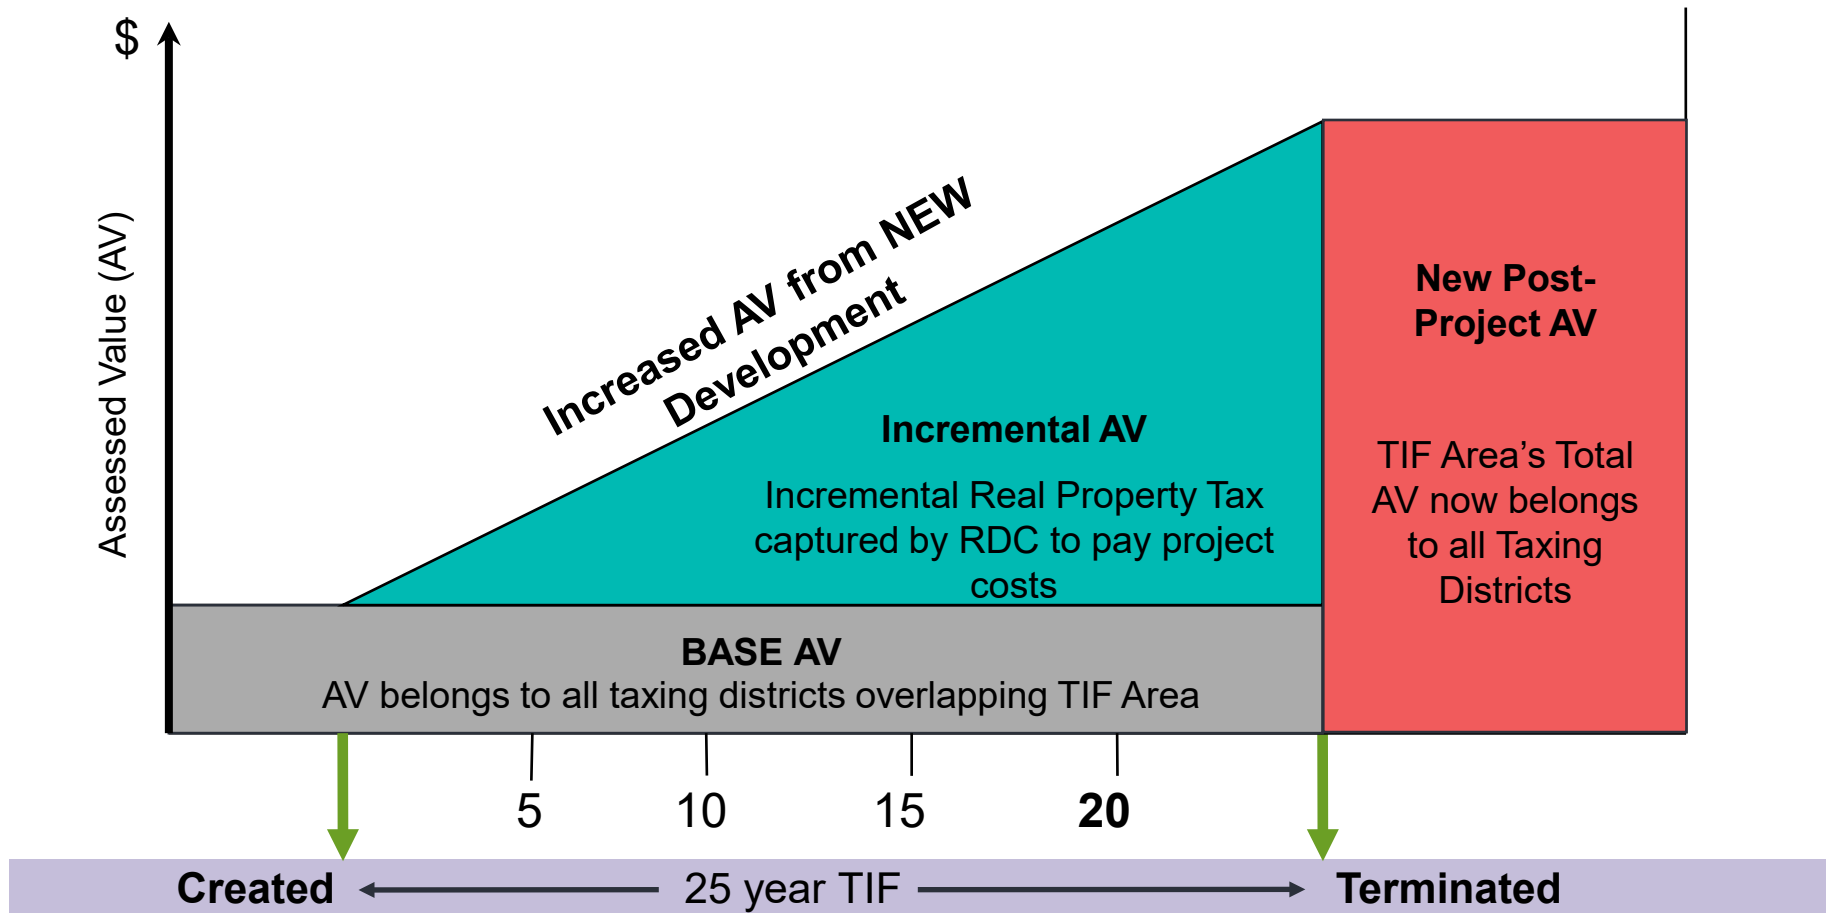 $
Assessed Value (AV)
Increased AV from NEW
Development
Incremental AV
Incremental Real Property Tax
captured by RDC to pay project
costs
New Post-
Project AV
TIF Area’s Total
AV now belongs
to all Taxing
Districts
BASE AV
AV belongs to all taxing districts overlapping TIF Area
5 10 15 20
Created 25 year TIF Terminated